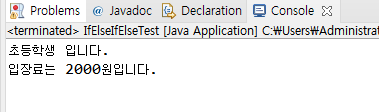 Problems @ Javadoc Declaration Console
<terminated> IfElseIfElseTest [Java Application] C:\Users\Administra
초등학생 입니다.
입장료는 2000원입니다.